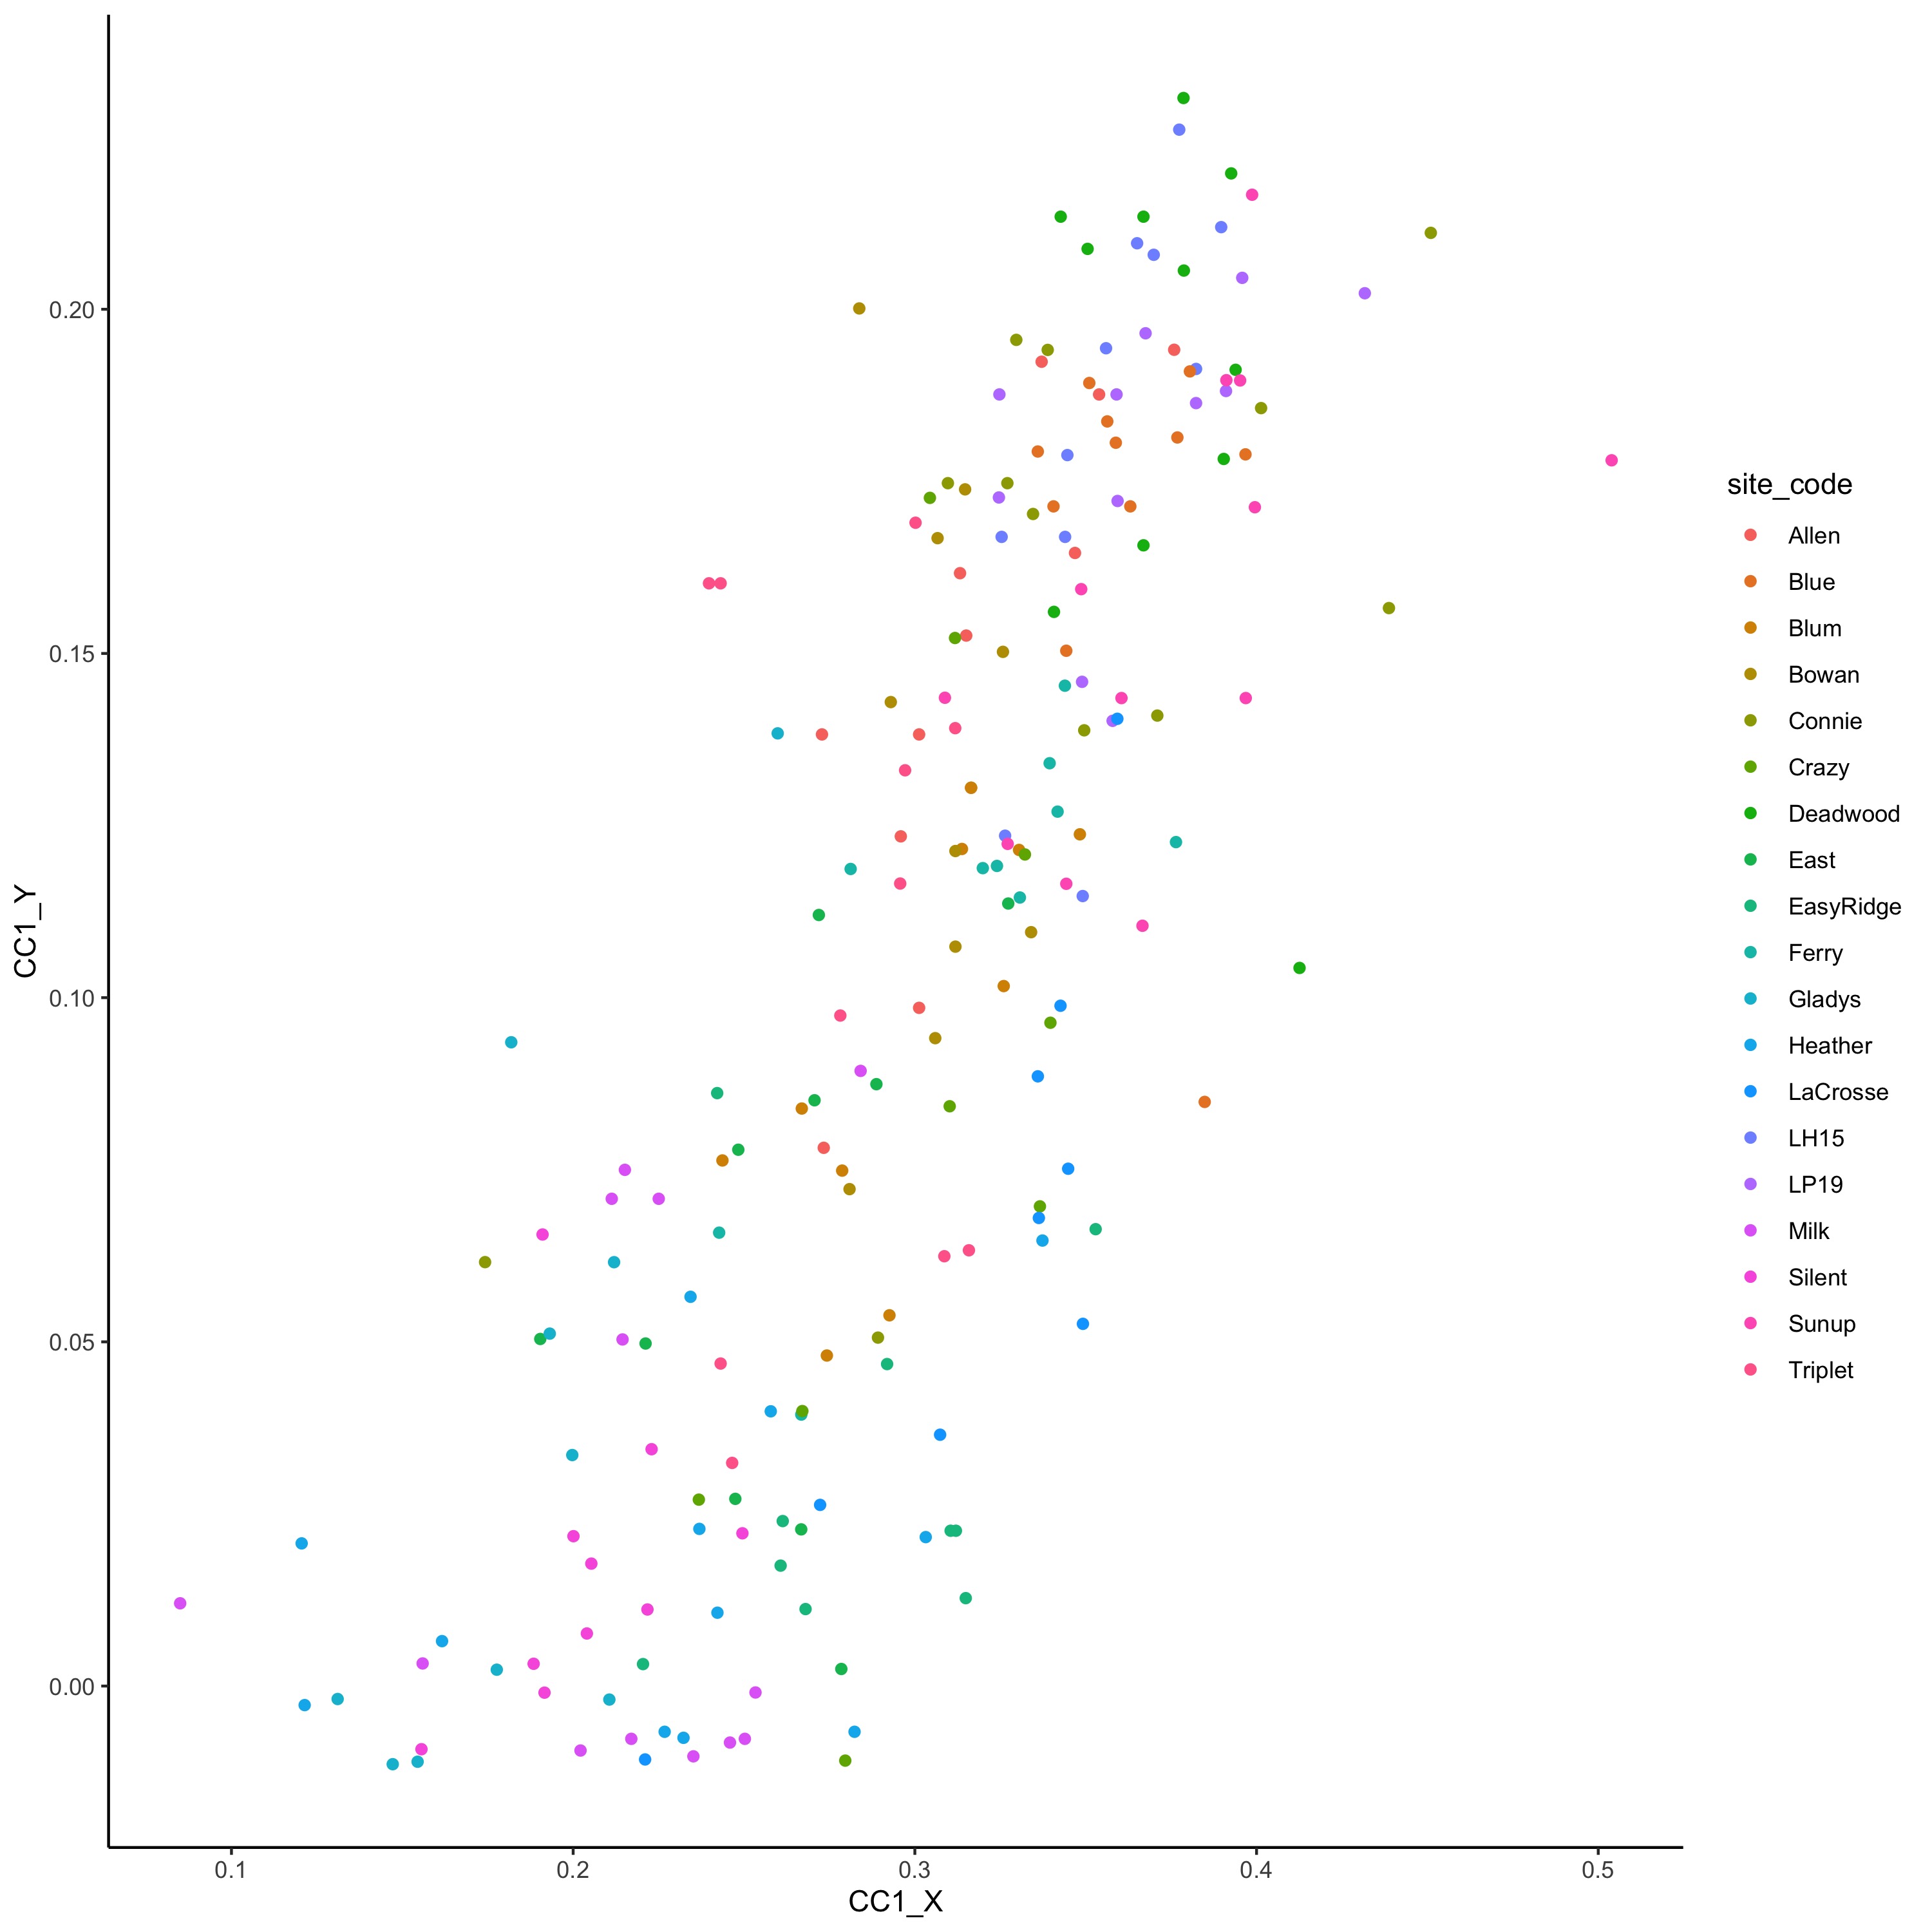 0.20
0.15
0.10
0.05
0.00
CC1_Y
0.1
0.2
0.3
0.4
0.5
CC1_X
site_code
Allen
Blue
Blum
Bowan
Connie
Crazy
Deadwood
East
EasyRidge
Ferry
Gladys
Heather
LaCrosse
LH15
LP19
Milk
Silent
Sunup
Triplet